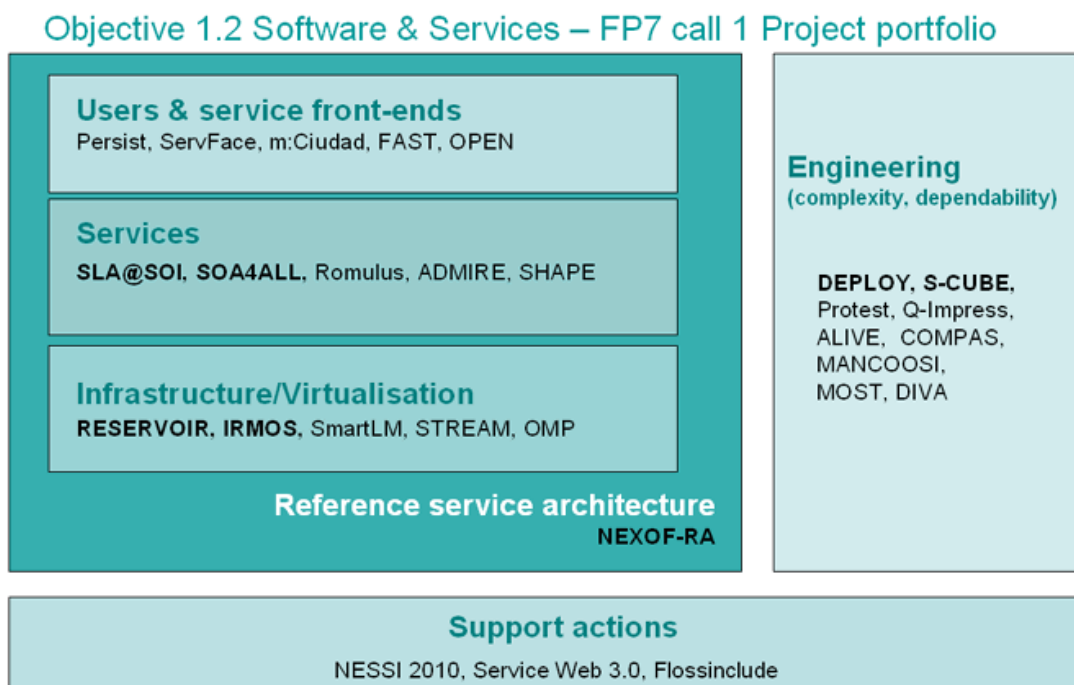 Objective 1.2 Software & Services – FP7 call 1 Project portfolio
Users & service front-ends
Persist, ServFace, m:Ciudad, FAST, OPEN
Services
SLA@SOI, SOA4ALL, Romulus, ADMIRE, SHAPE
Infrastructure/Virtualisation
RESERVOIR, IRMOS, SmartLM, STREAM, OMP
Reference service architecture
NEXOF-RA
Engineering
(complexity, dependability)
DEPLOY, S-CUBE,
Protest, Q-Impress,
ALIVE, COMPAS,
MANCOOSI,
MOST, DIVA
Support actions
NESSI 2010, Service Web 3.0, Flossinclude